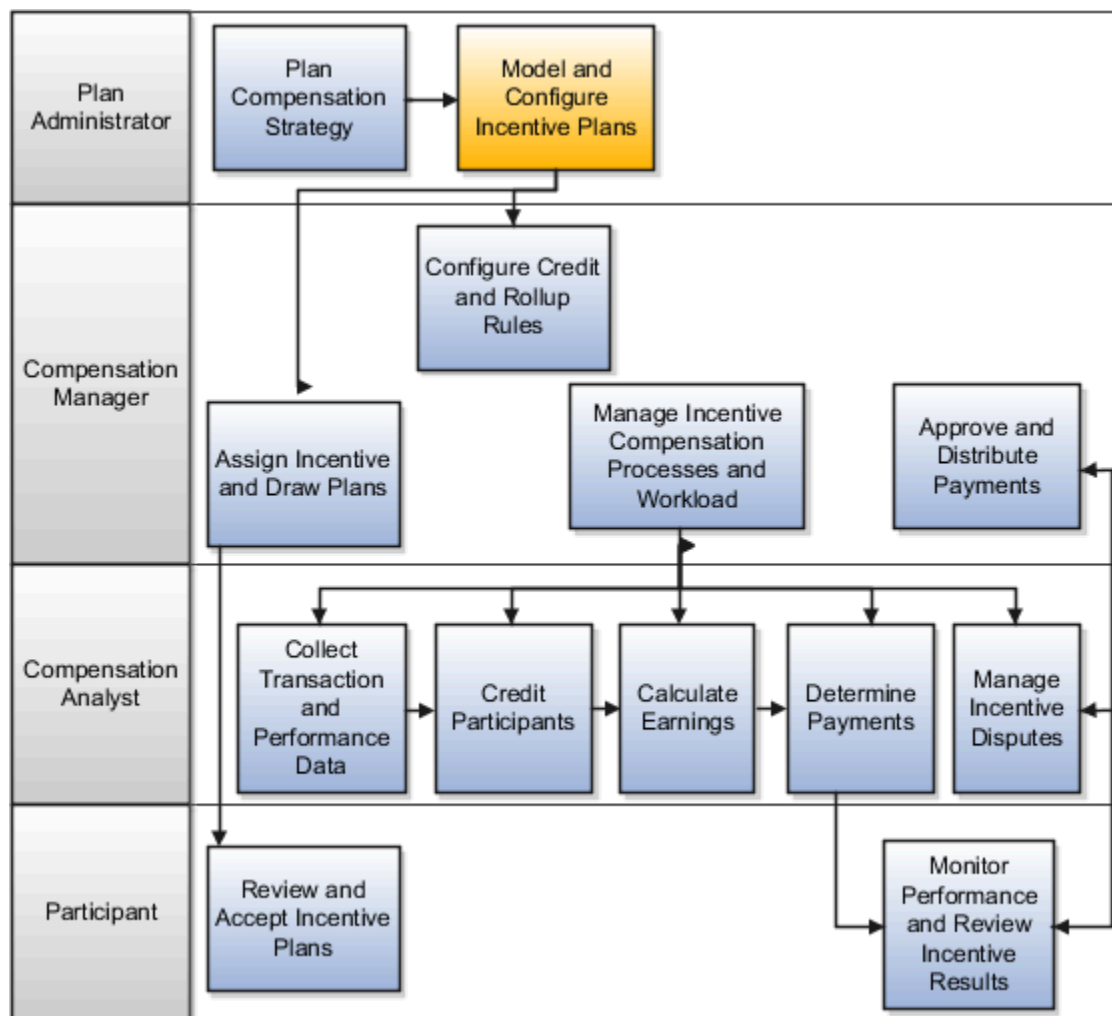 Plan
Administrator
Plan
Compensation
Strategy
Model and
Configure
Incentive Plans
Compensation
Manager
Configure Credit
and Rollup
Rules
Assign Incentive
and Draw Plans
Manage Incentive
Compensation
Processes and
Workload
Approve and
Distribute
Payments
Compensation
Analyst
Collect
Transaction
and
Performance
Data
Credit
Participants
Calculate
Earnings
Determine
Payments
Manage
Incentive
Disputes
Participant
Review and
Accept Incentive
Plans
Monitor
Performance
and Review
Incentive
Results